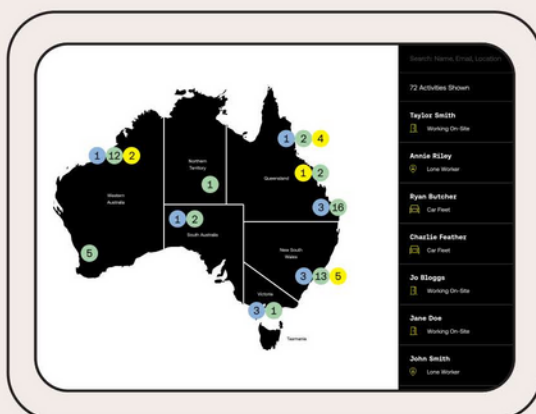 1 2 4
1 12 2
Northern
Territory
1 2
1
Queensland
Western
Australia
3 16
1 2
South Australia
5
New South
Wales
3 13 5
Victoria
3 1
Tasmania
Search: Name, Email, Location
72 Activities Shown
Taylor Smith
Working On-Site
Annie Riley
Lone Worker
Ryan Butcher
Car Fleet
Charlie Feather
Car Fleet
Jo Bloggs
Working On-Site
Jane Doe
Working On-Site
John Smith
Lone Worker